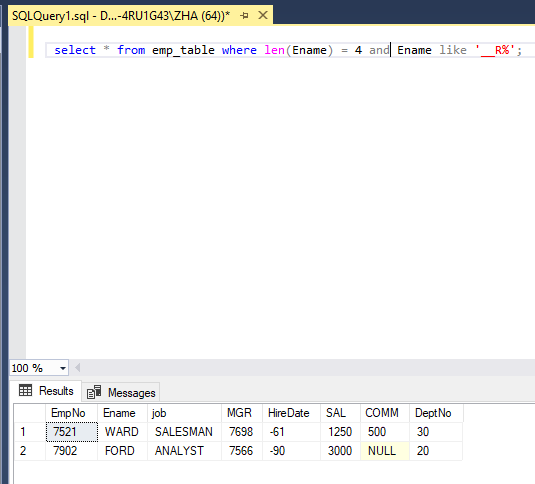 SQLQuery1.sql - D...-4RU1G43\ZHA (64))*
select * from emp_table where len(Ename) = 4 and Ename like '__R%';
100 %
Results Messages
EmpNo Ename job MGR HireDate SAL COMM DeptNo
1 7521 WARD SALESMAN 7698 -61 1250 500 30
2 7902 FORD ANALYST 7566 -90 3000 NULL 20